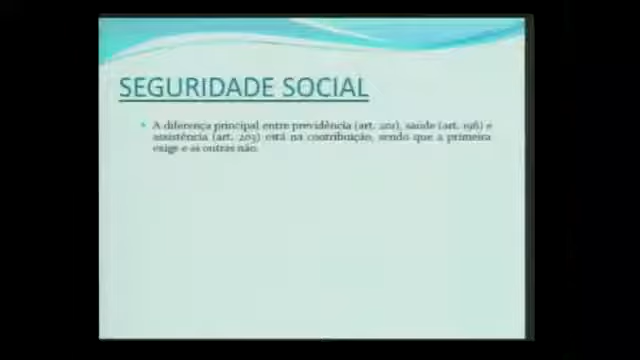 SEGURIDADE SOCIAL
A diferença principal entre previdência (art. 201), saúde (art. 196) e
assistência (art. 203) está na contribuição, sendo que a primeira
exige e as outras não.